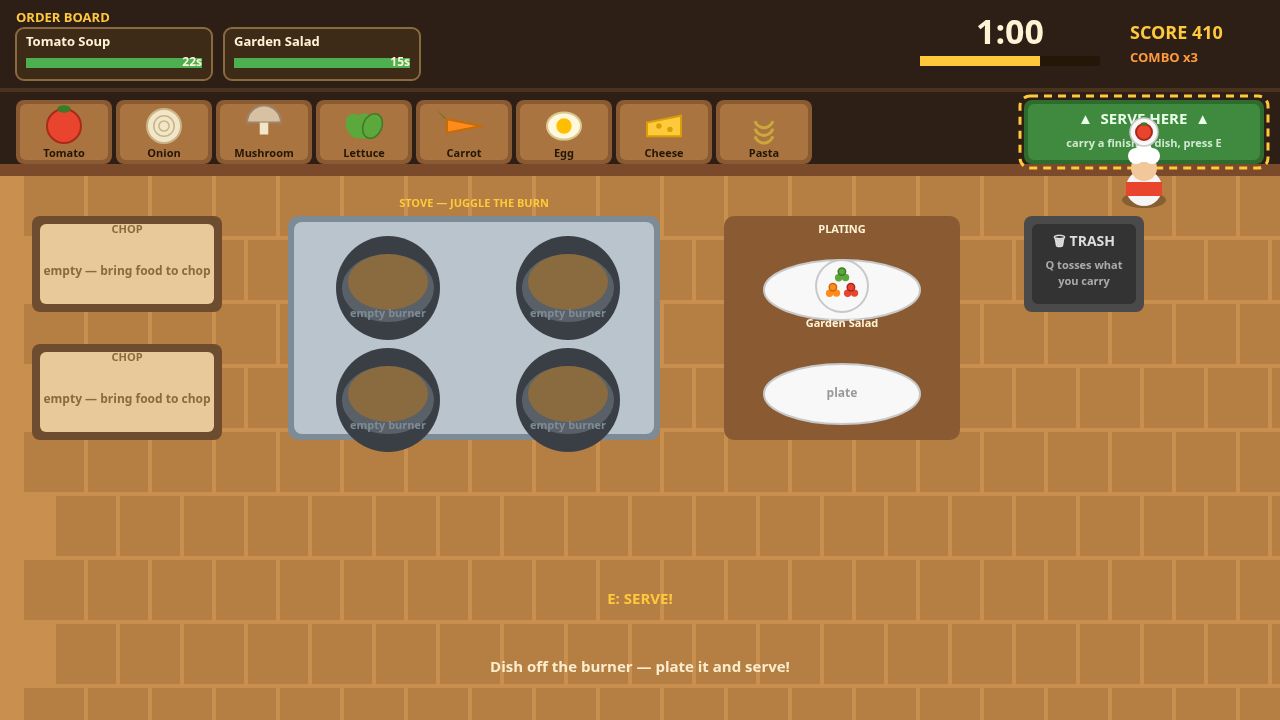 ORDER BOARD
Tomato Soup
22s
Garden Salad
15s
1:00
SCORE 410
COMBO x3
Tomato
Onion
Mushroom
Lettuce
Carrot
Egg
Cheese
Pasta
▲ SERVE HERE ▲
carry a finished dish, press E
STOVE — JUGGLE THE BURN
CHOP
empty — bring food to chop
CHOP
empty — bring food to chop
empty burner
empty burner
empty burner
empty burner
PLATING
Garden Salad
plate
TRASH
Q tosses what
you carry
E: SERVE!
Dish off the burner — plate it and serve!